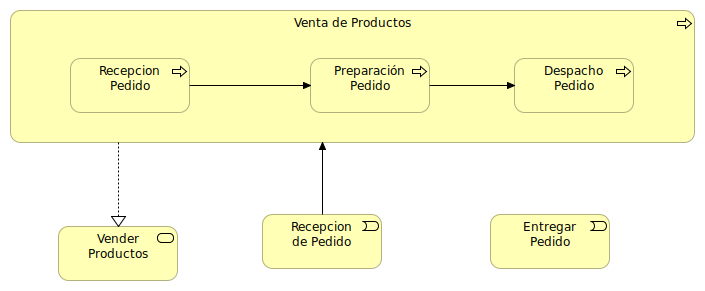 Venta de Productos
Recepcion
Pedido
Preparación
Pedido
Despacho
Pedido
Vender
Productos
Recepcion
de Pedido
Entregar
Pedido